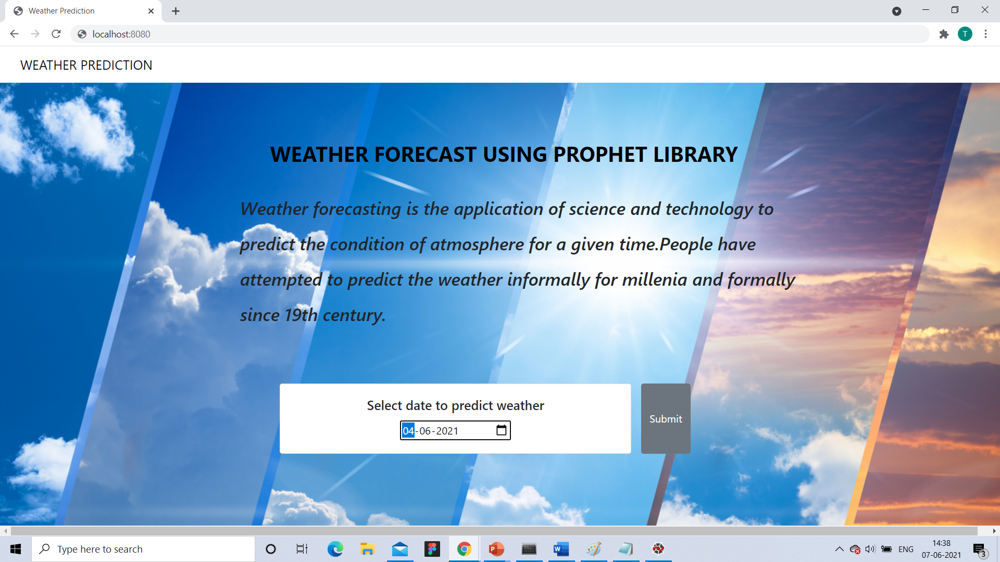 Weather Prediction
localhost:8080
T
WEATHER PREDICTION
WEATHER FORECAST USING PROPHET LIBRARY
Weather forecasting is the application of science and technology to
predict the condition of atmosphere for a given time.People have
attempted to predict the weather informally for millenia and formally
since 19th century.
Select date to predict weather
04-06-2021
Submit
Type here to search
ENG
14:38
07-06-2021
3